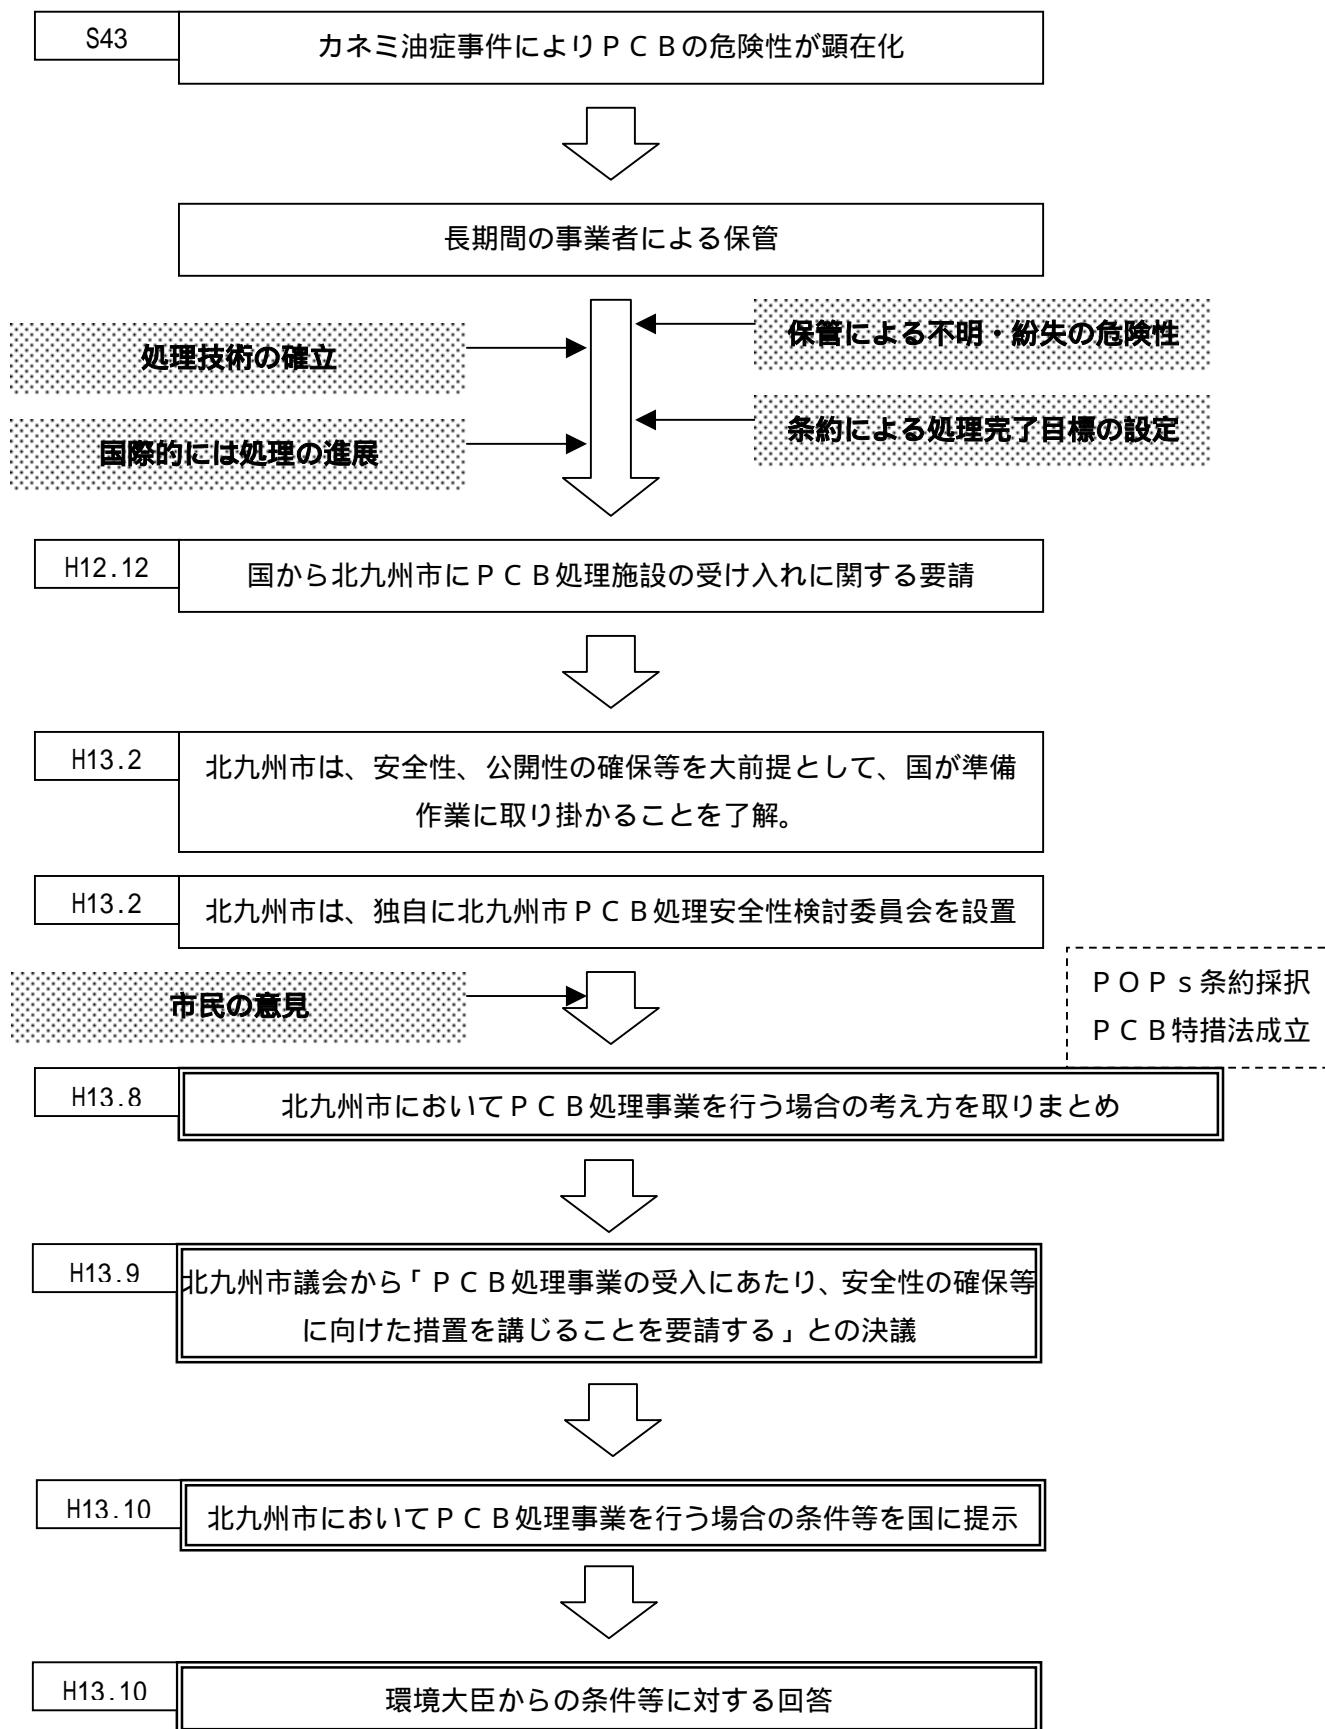 S43
カネミ油症事件によりＰＣＢの危険性が顕在化
長期間の事業者による保管
処理技術の確立
保管による不明・紛失の危険性
国際的には処理の進展
条約による処理完了目標の設定
H12.12
国から北九州市にＰＣＢ処理施設の受け入れに関する要請
H13.2
北九州市は、安全性、公開性の確保等を大前提として、国が準備
作業に取り掛かることを了解。
H13.2
北九州市は、独自に北九州市ＰＣＢ処理安全性検討委員会を設置
市民の意見
ＰＯＰｓ条約採択
ＰＣＢ特措法成立
H13.8
北九州市においてＰＣＢ処理事業を行う場合の考え方を取りまとめ
H13.9
北九州市議会から「ＰＣＢ処理事業の受入にあたり、安全性の確保等
に向けた措置を講じることを要請する」との決議
H13.10
北九州市においてＰＣＢ処理事業を行う場合の条件等を国に提示
H13.10
環境大臣からの条件等に対する回答